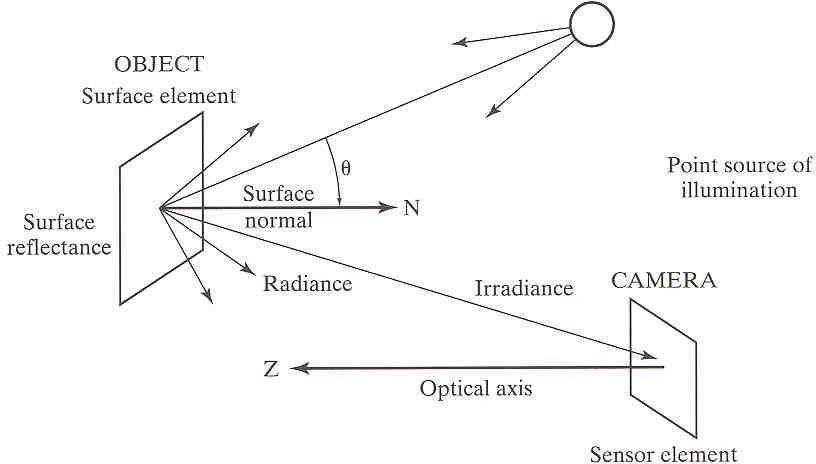 OBJECT
Surface element
θ
Point source of
illumination
Surface
normal
N
Surface
reflectance
Radiance
Irradiance
CAMERA
Z
Optical axis
Sensor element